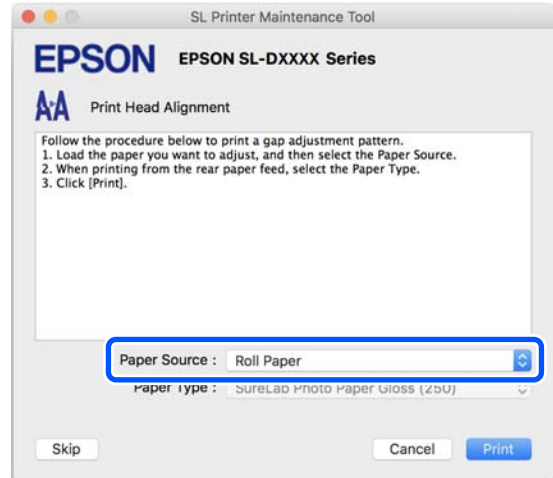 SL Printer Maintenance Tool
EPSON EPSON SL-DXXXX Series
Print Head Alignment
Follow the procedure below to print a gap adjustment pattern.
1. Load the paper you want to adjust, and then select the Paper Source.
2. When printing from the rear paper feed, select the Paper Type.
3. Click [Print].
Paper Source : Roll Paper
Paper Type : SureLab Photo Paper Gloss (250)
Skip Cancel Print